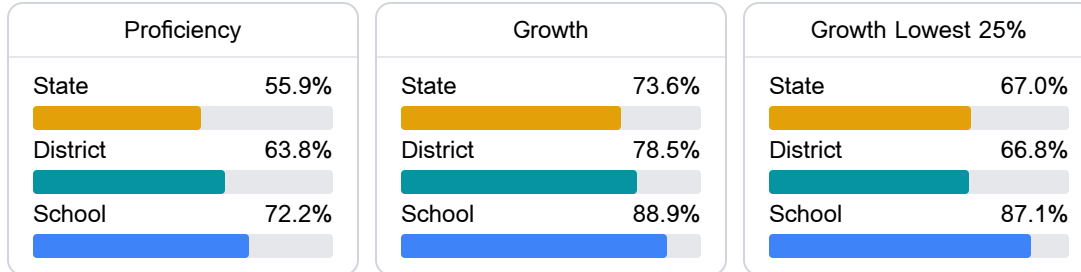 Proficiency
State 55.9%
District 63.8%
School 72.2%
Growth
State 73.6%
District 78.5%
School 88.9%
Growth Lowest 25%
State 67.0%
District 66.8%
School 87.1%